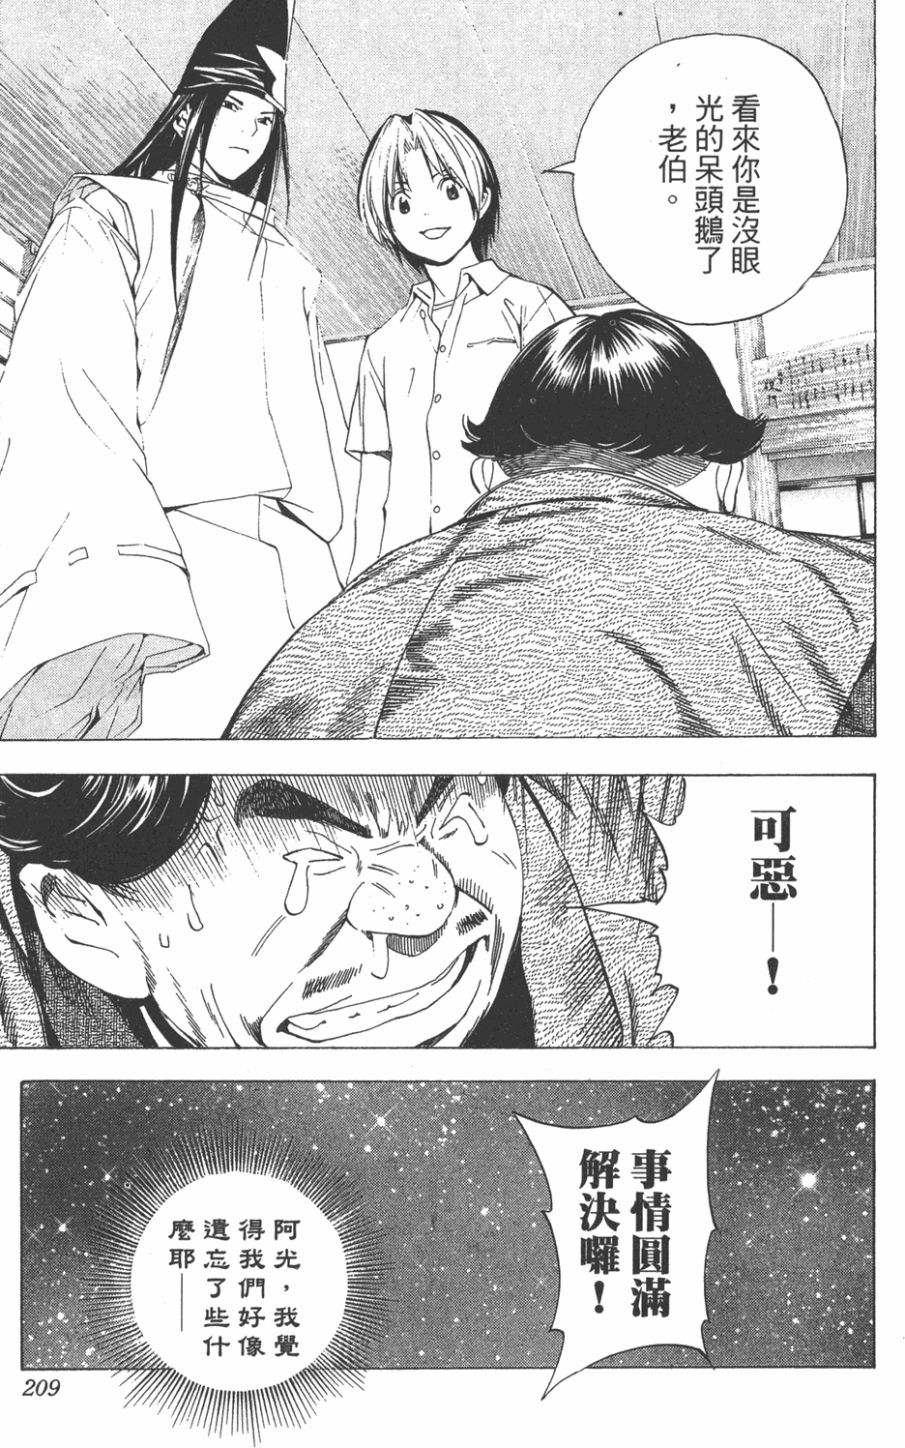 看來你是沒眼
光的呆頭鵝了
，老伯。
可惡——！
事情圓滿
解決囉！
阿光，我覺
得我們好像
遺忘了些什
麼耶——
209